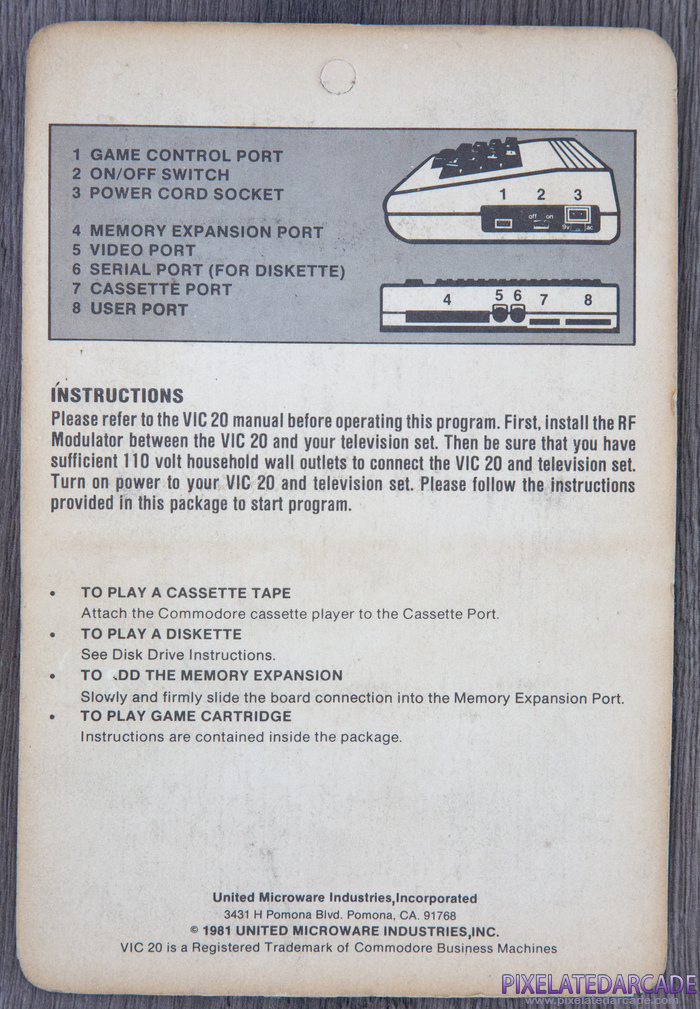 1 GAME CONTROL PORT
2 ON/OFF SWITCH
3 POWER CORD SOCKET
4 MEMORY EXPANSION PORT
5 VIDEO PORT
6 SERIAL PORT (FOR DISKETTE)
7 CASSETTE PORT
8 USER PORT
1 2 3
off on
9v ac
4 5 6 7 8
INSTRUCTIONS
Please refer to the VIC 20 manual before operating this program. First, install the RF
Modulator between the VIC 20 and your television set. Then be sure that you have
sufficient 110 volt household wall outlets to connect the VIC 20 and television set.
Turn on power to your VIC 20 and television set. Please follow the instructions
provided in this package to start program.
• TO PLAY A CASSETTE TAPE
Attach the Commodore cassette player to the Cassette Port.
• TO PLAY A DISKETTE
See Disk Drive Instructions.
• TO ADD THE MEMORY EXPANSION
Slowly and firmly slide the board connection into the Memory Expansion Port.
• TO PLAY GAME CARTRIDGE
Instructions are contained inside the package.
United Microware Industries,Incorporated
3431 H Pomona Blvd. Pomona, CA. 91768
© 1981 UNITED MICROWARE INDUSTRIES,INC.
VIC 20 is a Registered Trademark of Commodore Business Machines
PIXELATEDARCADE
www.pixelatedarcade.com